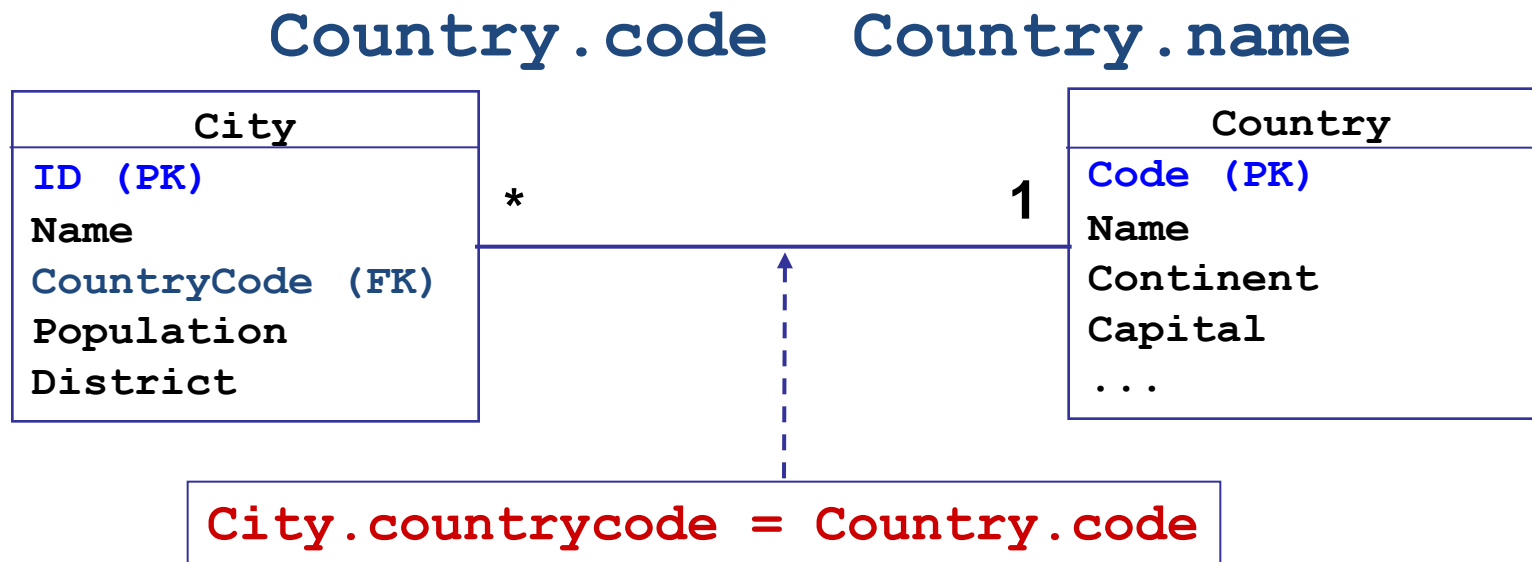 Country.code Country.name
City
ID (PK)
Name
CountryCode (FK)
Population
District
*
1
Country
Code (PK)
Name
Continent
Capital
...
City.countrycode = Country.code